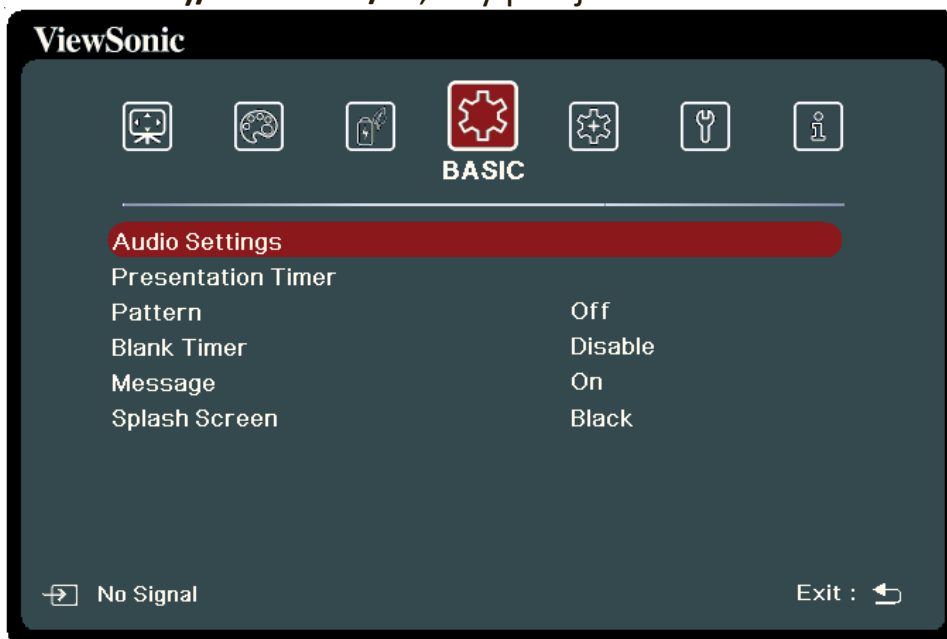 ViewSonic
BASIC
Audio Settings
Presentation Timer
Pattern Off
Blank Timer Disable
Message On
Splash Screen Black
No Signal Exit :